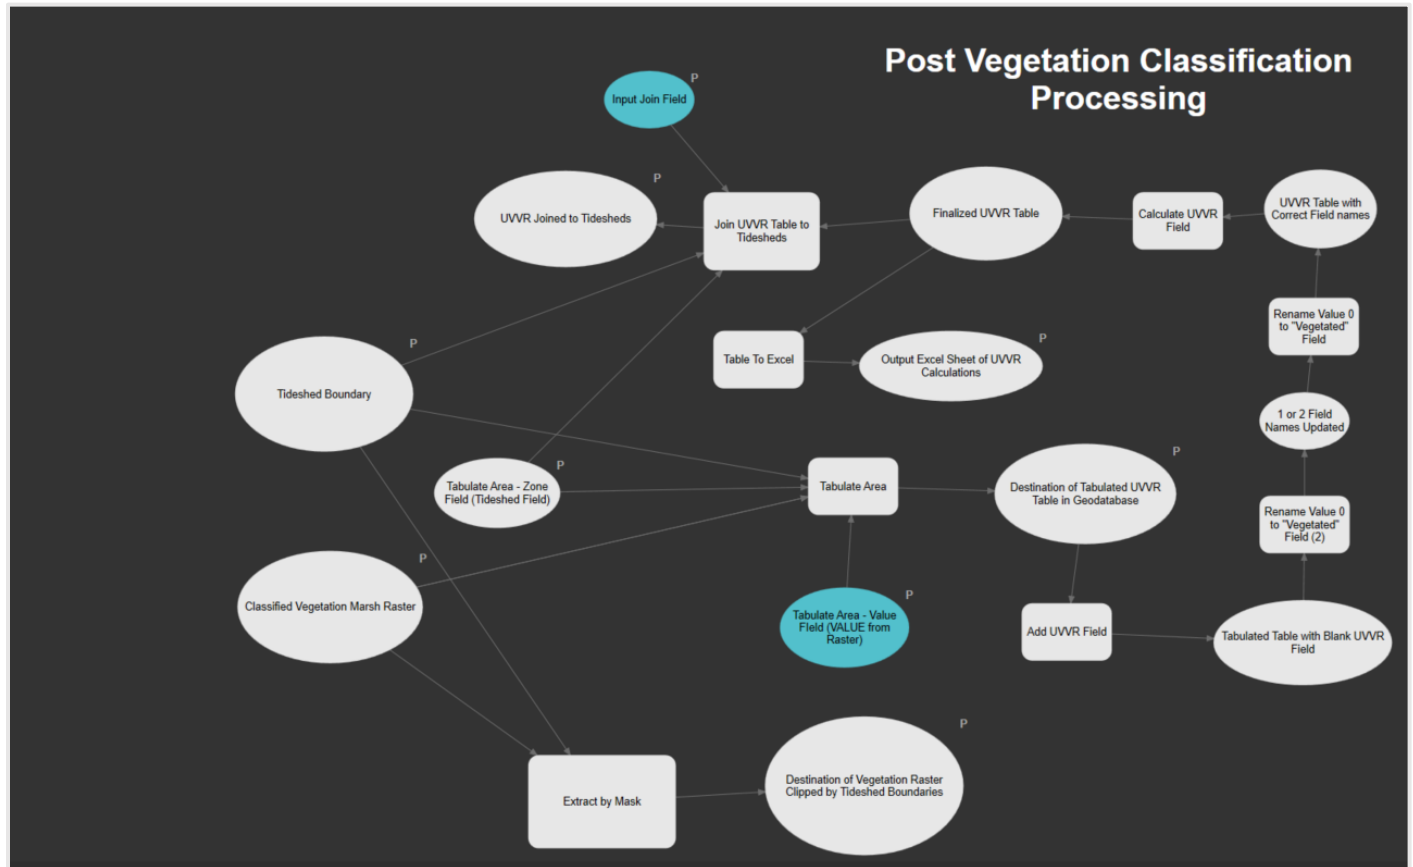 Post Vegetation Classification
Processing
P
Input Join Field
P
UVVR Joined to Tidesheds
Join UVVR Table to
Tidesheds
Finalized UVVR Table
Calculate UVVR
Field
UVVR Table with
Correct Field names
Rename Value 0
to "Vegetated"
Field
P
Table To Excel
P
Output Excel Sheet of UVVR
Calculations
P
Tideshed Boundary
1 or 2 Field
Names Updated
P
Tabulate Area - Zone
Field (Tideshed Field)
Tabulate Area
P
Destination of Tabulated UVVR
Table in Geodatabase
Rename Value 0
to "Vegetated"
Field (2)
P
Classified Vegetation Marsh Raster
P
Tabulate Area - Value
FIeld (VALUE from
Raster)
Add UVVR Field
Tabulated Table with Blank UVVR
Field
P
Extract by Mask
Destination of Vegetation Raster
Clipped by Tideshed Boundaries